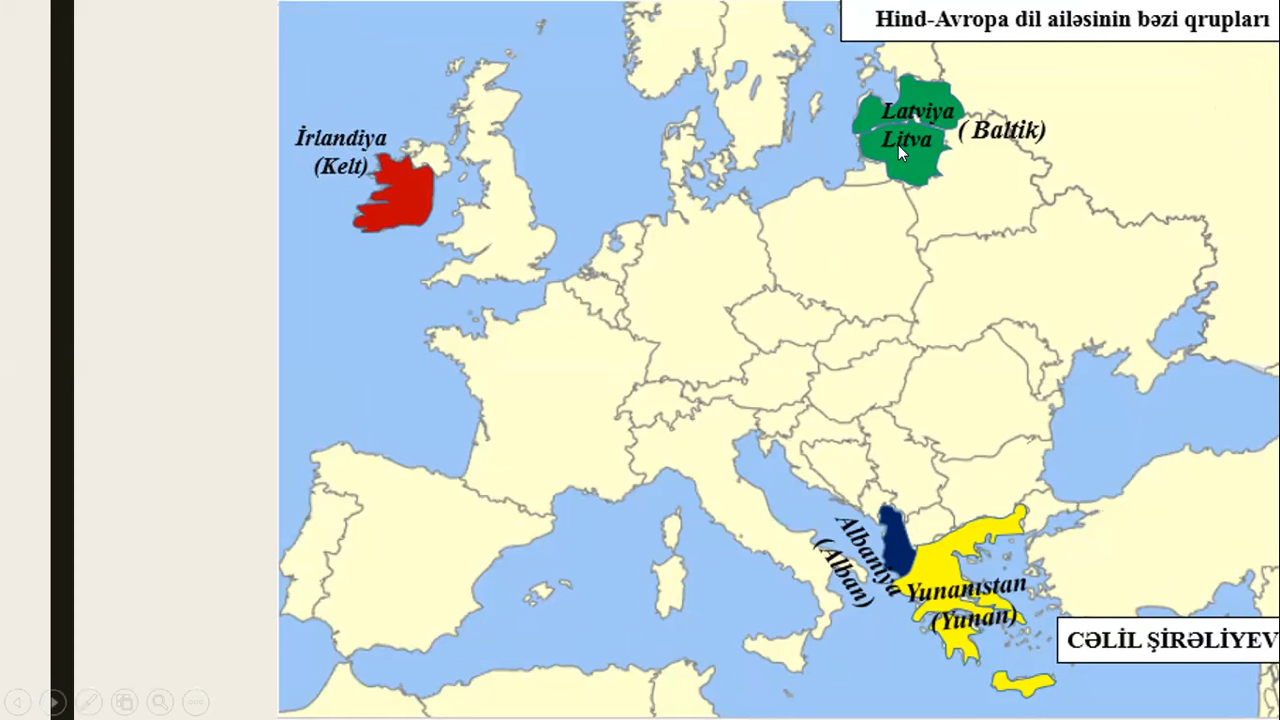 Hind-Avropa dil ailəsinin bəzi qrupları
İrlandiya
(Kelt)
Latviya
Litva
( Baltik)
Albaniya
(Alban)
Yunanıstan
(Yunan)
CƏLİL ŞİRƏLİYEV